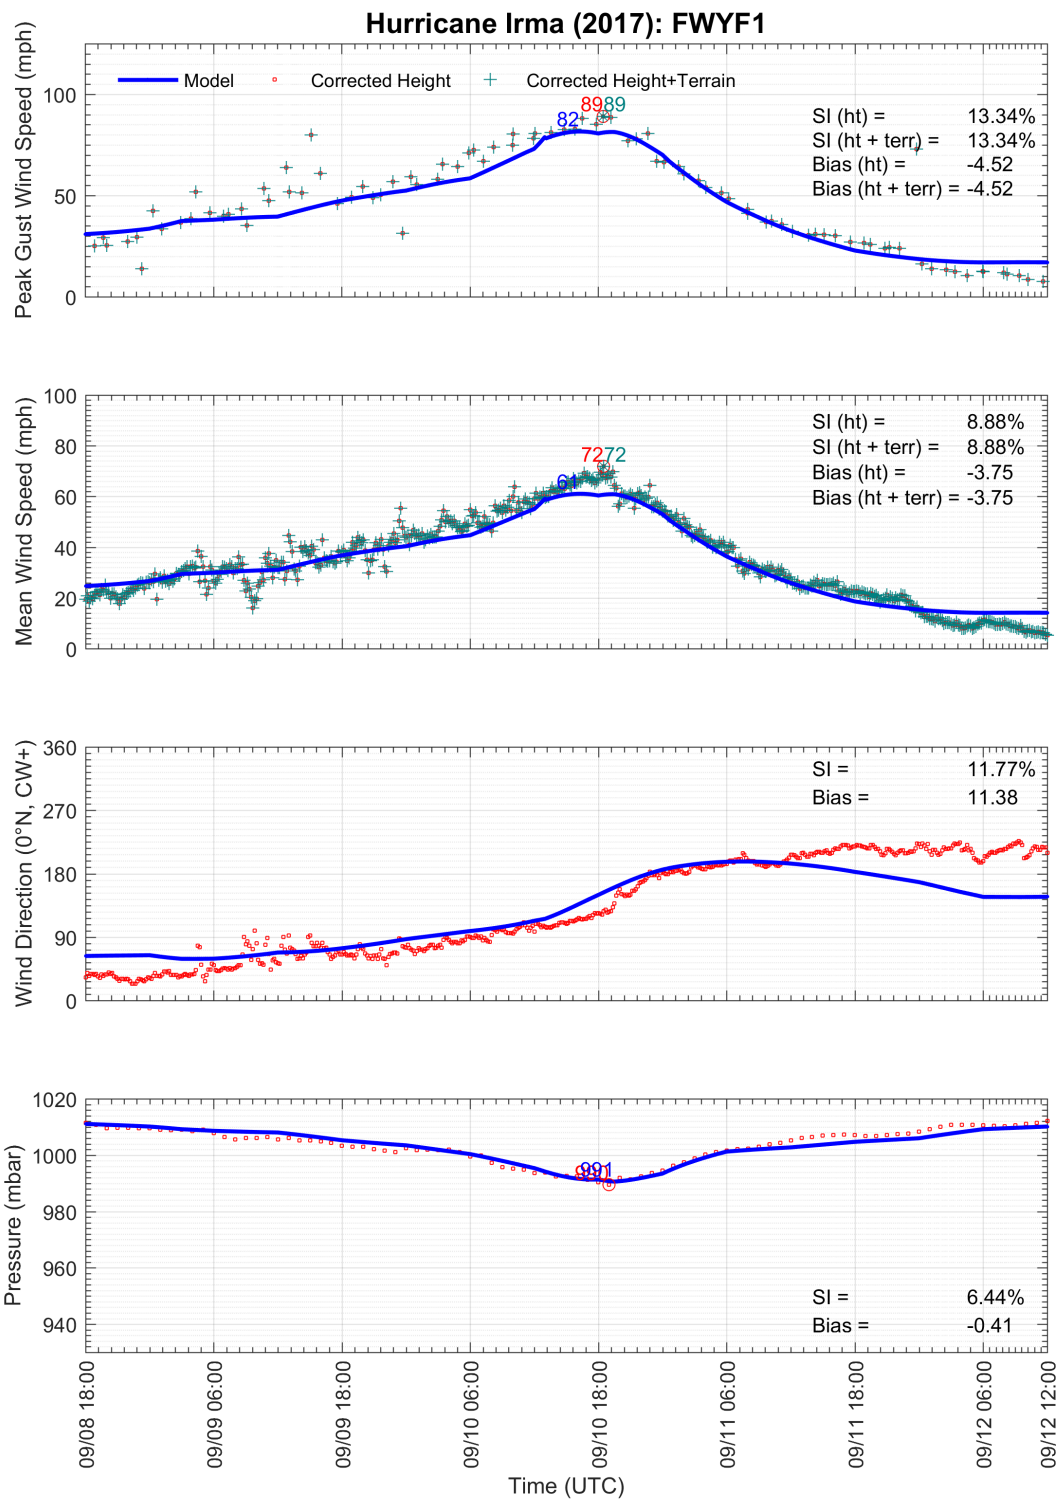 Hurricane Irma (2017): FWYF1
Peak Gust Wind Speed (mph)
100
50
0
Model
Corrected Height
Corrected Height+Terrain
82
89
89
SI (ht) = 13.34%
SI (ht + terr) = 13.34%
Bias (ht) = -4.52
Bias (ht + terr) = -4.52
Mean Wind Speed (mph)
100
80
60
40
20
0
61
72
72
SI (ht) = 8.88%
SI (ht + terr) = 8.88%
Bias (ht) = -3.75
Bias (ht + terr) = -3.75
Wind Direction (0°N, CW+)
360
270
180
90
0
SI = 11.77%
Bias = 11.38
Pressure (mbar)
1020
1000
980
960
940
991
SI = 6.44%
Bias = -0.41
09/08 18:00
09/09 06:00
09/09 18:00
09/10 06:00
09/10 18:00
09/11 06:00
09/11 18:00
09/12 06:00
09/12 12:00
Time (UTC)